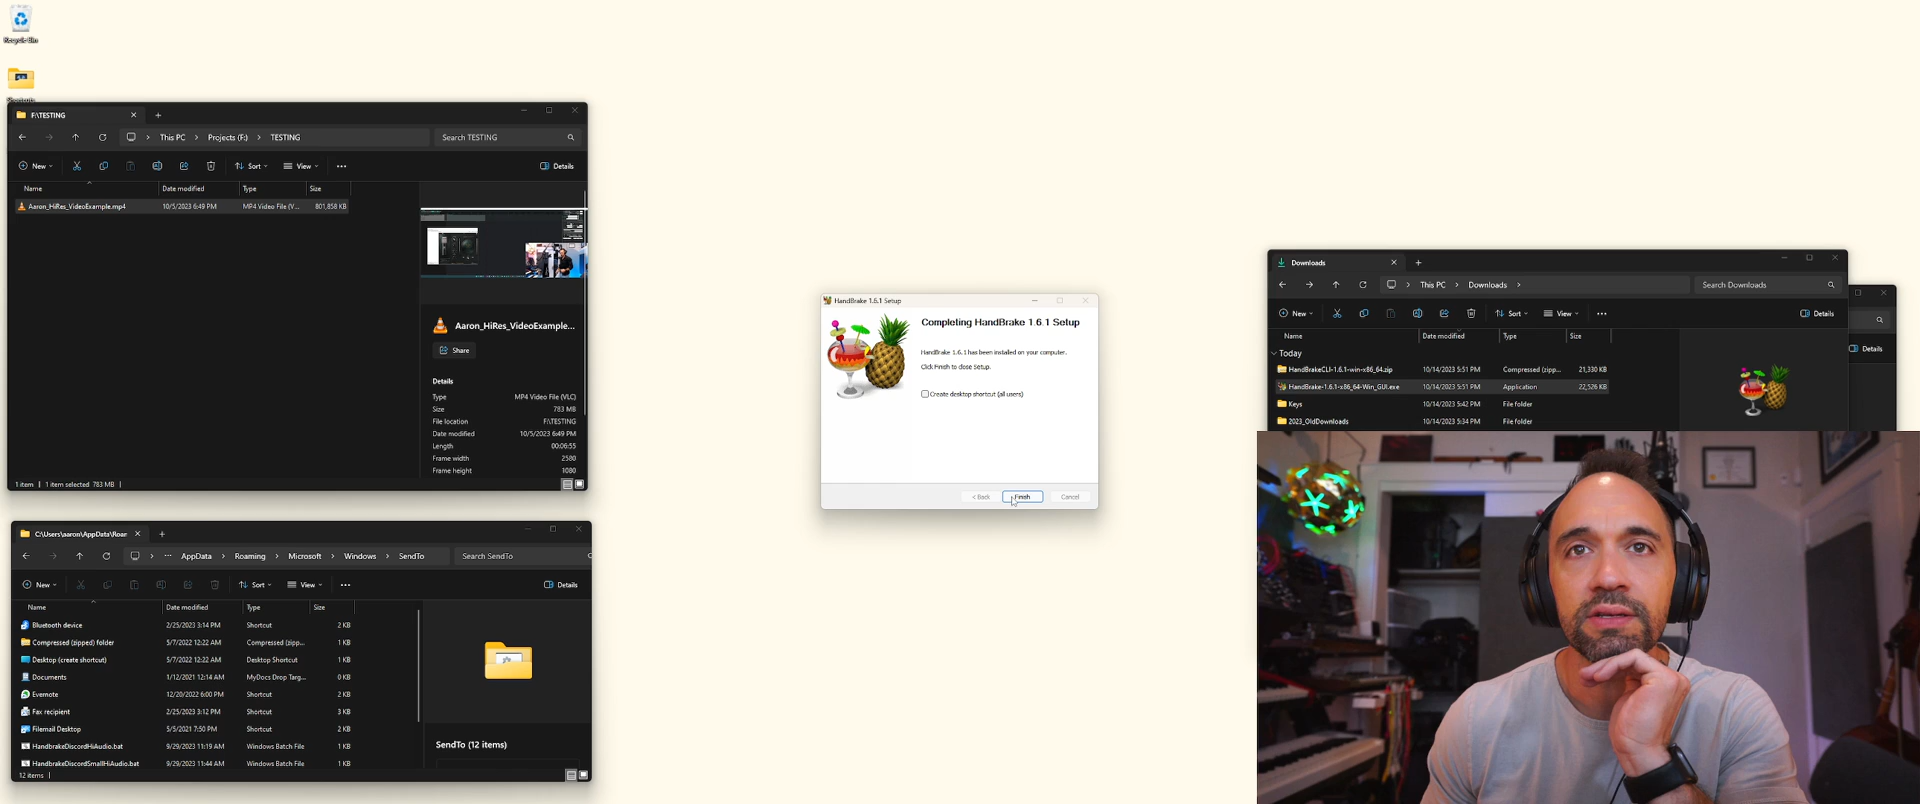 Recycle Bin
F:\TESTING
This PC > Projects (F:) > TESTING
Search TESTING
New
Sort
View
Details
Name
Date modified
Type
Size
Aaron_HiRes_VideoExample.mp4
10/5/2023 6:49 PM
MP4 Video File (V...
801,858 KB
Aaron_HiRes_VideoExample...
Share
Details
Type
MP4 Video File (VLC)
Size
783 MB
File location
F:\TESTING
Date modified
10/5/2023 6:49 PM
Length
00:06:55
Frame width
2580
Frame height
1080
1 item
1 item selected 783 MB
C:\Users\aaron\AppData\Roar
AppData > Roaming > Microsoft > Windows > SendTo
Search SendTo
New
Sort
View
Details
Name
Date modified
Type
Size
Bluetooth device
2/25/2023 3:14 PM
Shortcut
2 KB
Compressed (zipped) folder
5/7/2022 12:22 AM
Compressed (zipp...
1 KB
Desktop (create shortcut)
5/7/2022 12:22 AM
Desktop Shortcut
1 KB
Documents
1/12/2021 12:14 AM
MyDocs Drop Targ...
0 KB
Evernote
12/20/2022 6:00 PM
Shortcut
2 KB
Fax recipient
2/25/2023 3:12 PM
Shortcut
3 KB
Filemail Desktop
5/5/2021 7:50 PM
Shortcut
2 KB
HandbrakeDiscordHiAudio.bat
9/29/2023 11:19 AM
Windows Batch File
1 KB
HandbrakeDiscordSmallHiAudio.bat
9/29/2023 11:44 AM
Windows Batch File
1 KB
SendTo (12 items)
12 items
HandBrake 1.6.1 Setup
Completing HandBrake 1.6.1 Setup
HandBrake 1.6.1 has been installed on your computer.
Click Finish to close Setup.
Create desktop shortcut (all users)
< Back
Finish
Cancel
Downloads
This PC > Downloads >
Search Downloads
New
Sort
View
Details
Name
Date modified
Type
Size
Today
HandBrakeCLI-1.6.1-win-x86_64.zip
10/14/2023 5:51 PM
Compressed (zipp...
21,330 KB
HandBrake-1.6.1-x86_64-Win_GUI.exe
10/14/2023 5:51 PM
Application
22,526 KB
Keys
10/14/2023 5:42 PM
File folder
2023_OldDownloads
10/14/2023 5:34 PM
File folder
Details